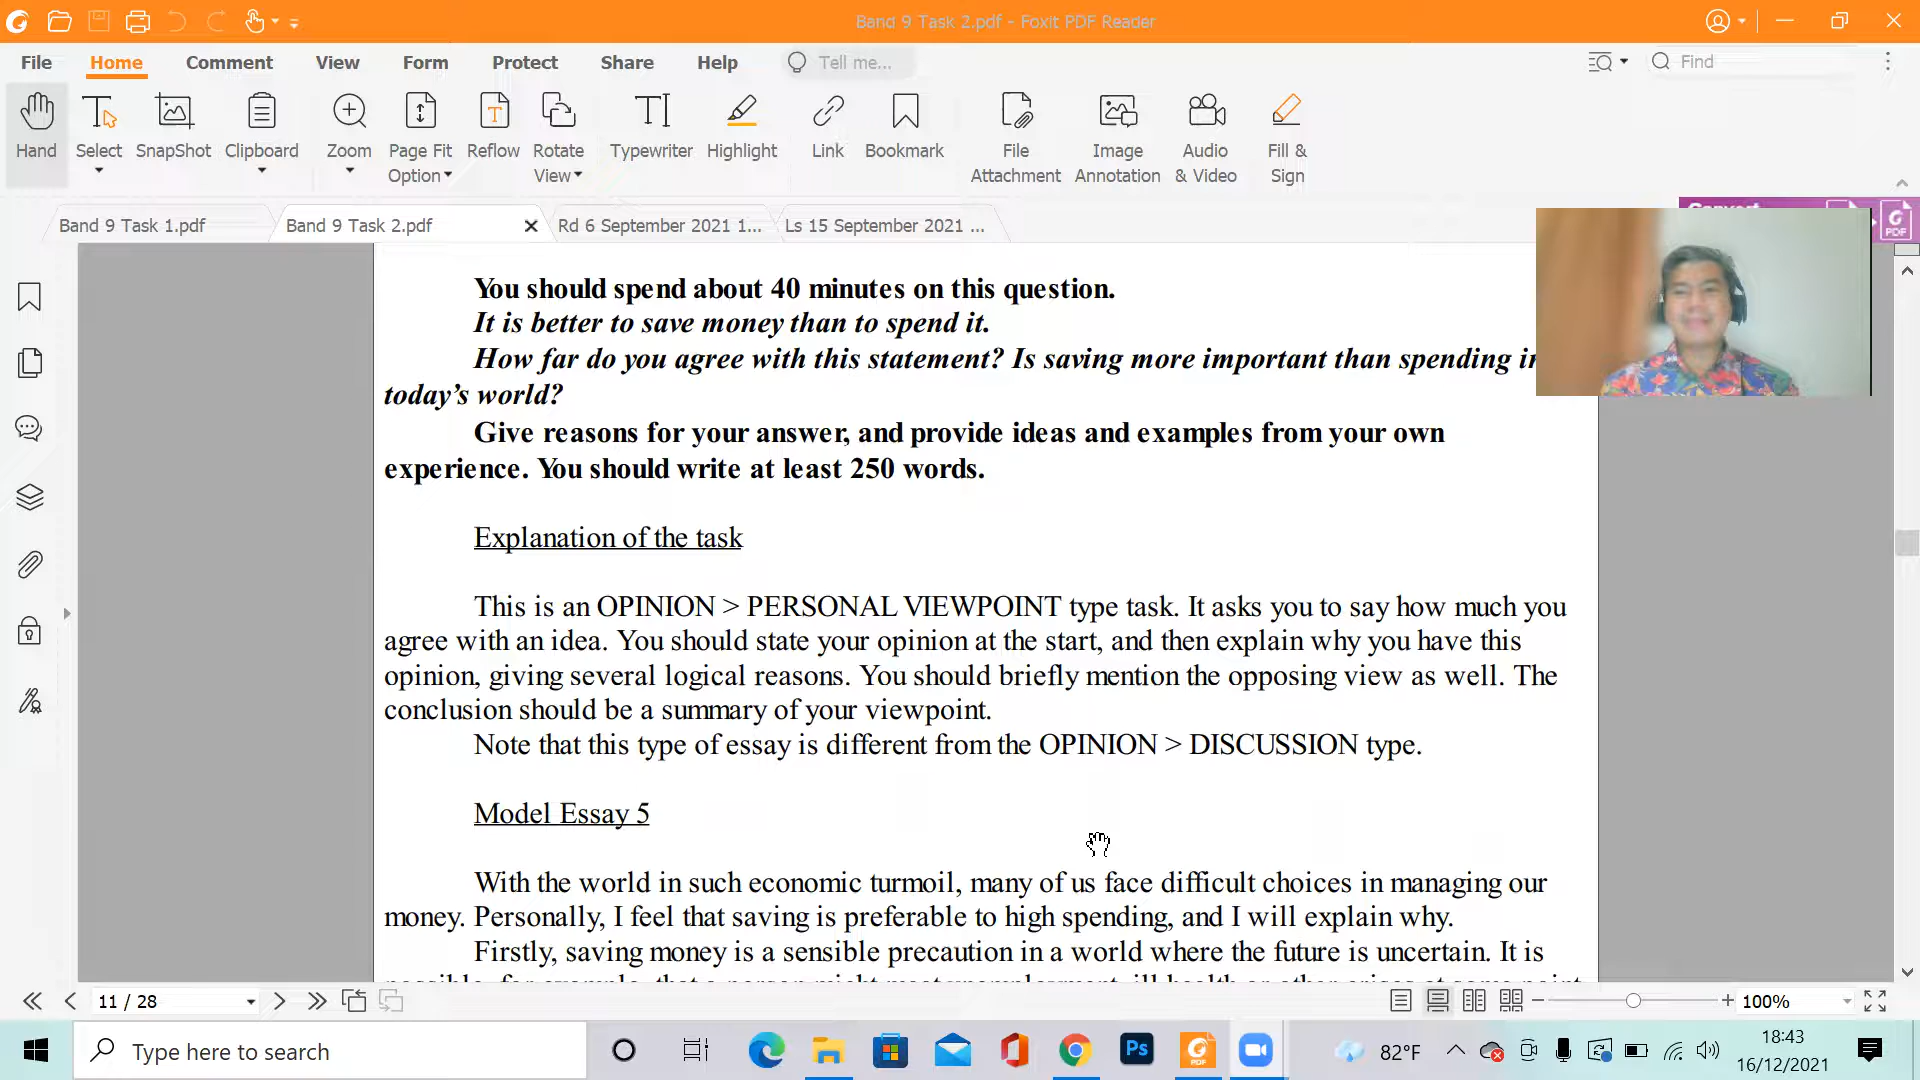 Band 9 Task 2.pdf - Foxit PDF Reader
File Home Comment View Form Protect Share Help Tell me... Find
Hand Select SnapShot Clipboard Zoom Page Fit Option Reflow Rotate View Typewriter Highlight Link Bookmark File Attachment Image Annotation Audio & Video Fill & Sign
Band 9 Task 1.pdf Band 9 Task 2.pdf Rd 6 September 2021 1... Ls 15 September 2021 ...
PDF
You should spend about 40 minutes on this question.
It is better to save money than to spend it.
How far do you agree with this statement? Is saving more important than spending in
today's world?
Give reasons for your answer, and provide ideas and examples from your own
experience. You should write at least 250 words.
Explanation of the task
This is an OPINION > PERSONAL VIEWPOINT type task. It asks you to say how much you
agree with an idea. You should state your opinion at the start, and then explain why you have this
opinion, giving several logical reasons. You should briefly mention the opposing view as well. The
conclusion should be a summary of your viewpoint.
Note that this type of essay is different from the OPINION > DISCUSSION type.
Model Essay 5
With the world in such economic turmoil, many of us face difficult choices in managing our
money. Personally, I feel that saving is preferable to high spending, and I will explain why.
Firstly, saving money is a sensible precaution in a world where the future is uncertain. It is
11 / 28 100%
Type here to search Ps PDF 82°F 18:43
16/12/2021